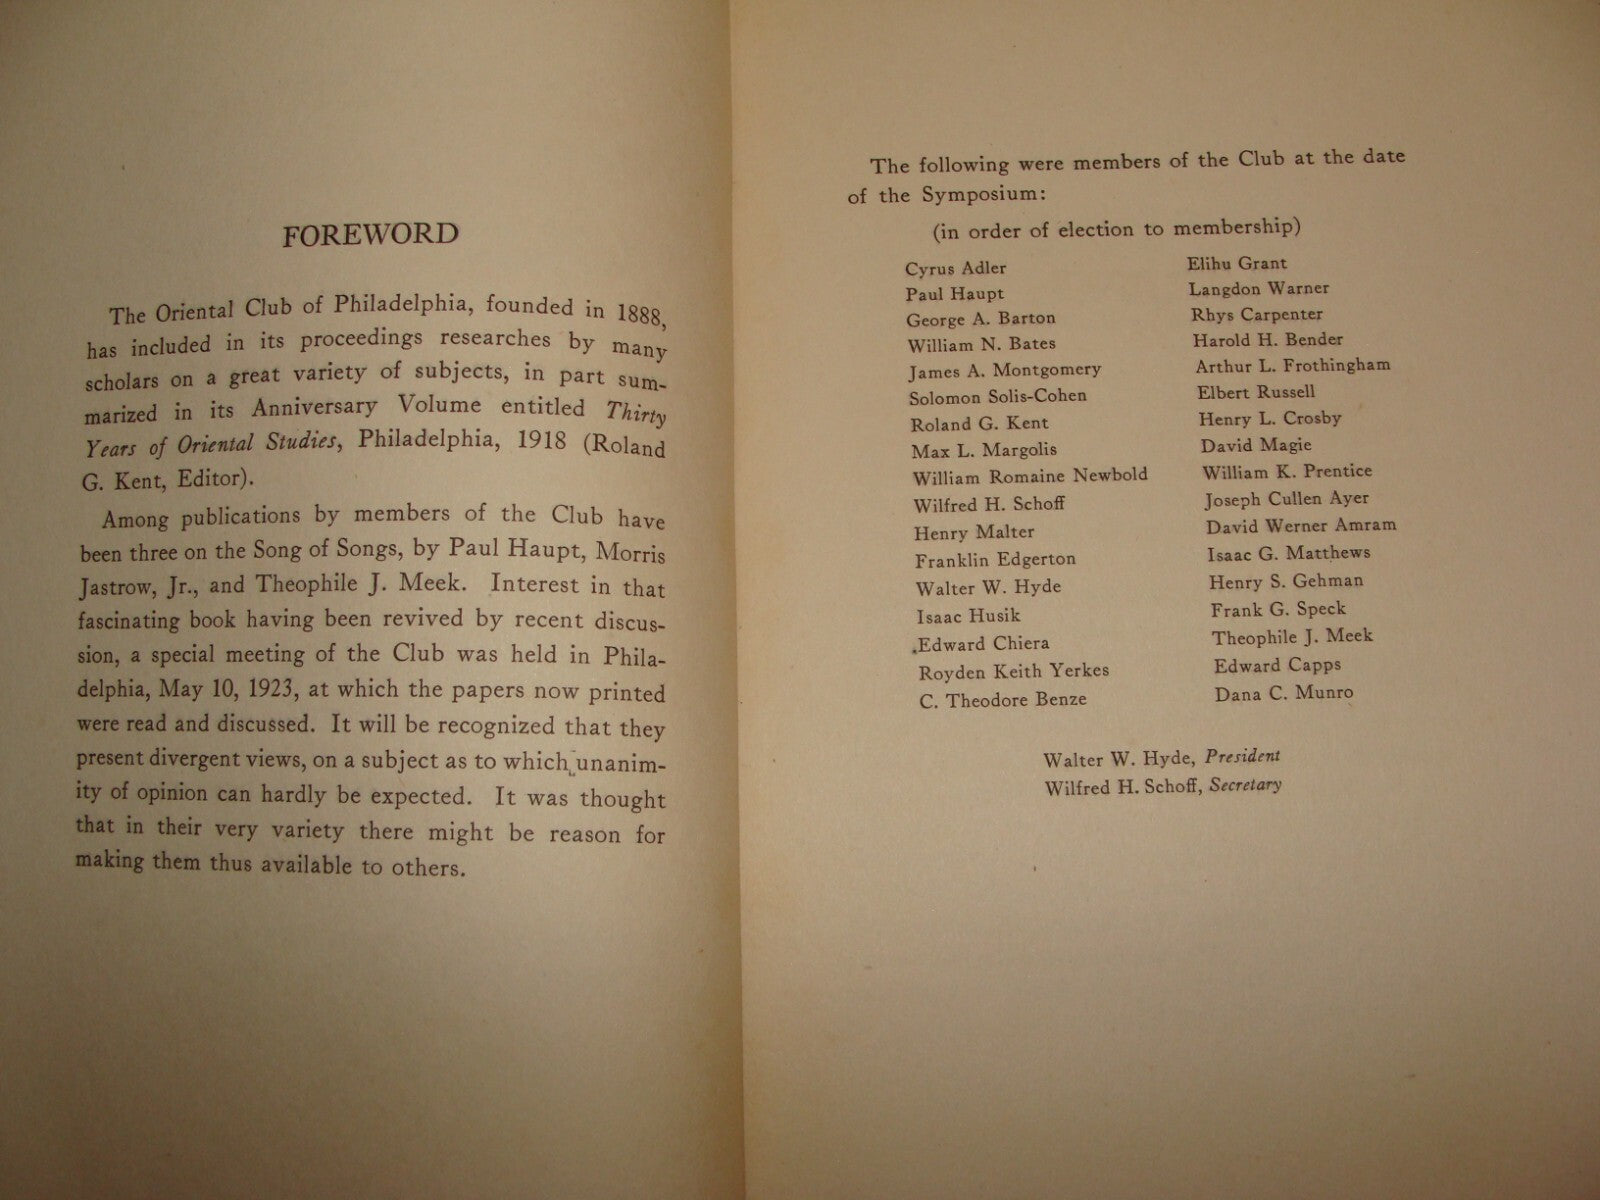 FOREWORD
The Oriental Club of Philadelphia, founded in 1888,
has included in its proceedings researches by many
scholars on a great variety of subjects, in part sum-
marized in its Anniversary Volume entitled Thirty
Years of Oriental Studies, Philadelphia, 1918 (Roland
G. Kent, Editor).
Among publications by members of the Club have
been three on the Song of Songs, by Paul Haupt, Morris
Jastrow, Jr., and Theophile J. Meek. Interest in that
fascinating book having been revived by recent discus-
sion, a special meeting of the Club was held in Phila-
delphia, May 10, 1923, at which the papers now printed
were read and discussed. It will be recognized that they
present divergent views, on a subject as to which unanim-
ity of opinion can hardly be expected. It was thought
that in their very variety there might be reason for
making them thus available to others.
The following were members of the Club at the date
of the Symposium:
(in order of election to membership)
Cyrus Adler
Paul Haupt
George A. Barton
William N. Bates
James A. Montgomery
Solomon Solis-Cohen
Roland G. Kent
Max L. Margolis
William Romaine Newbold
Wilfred H. Schoff
Henry Malter
Franklin Edgerton
Walter W. Hyde
Isaac Husik
Edward Chiera
Royden Keith Yerkes
C. Theodore Benze
Elihu Grant
Langdon Warner
Rhys Carpenter
Harold H. Bender
Arthur L. Frothingham
Elbert Russell
Henry L. Crosby
David Magie
William K. Prentice
Joseph Cullen Ayer
David Werner Amram
Isaac G. Matthews
Henry S. Gehman
Frank G. Speck
Theophile J. Meek
Edward Capps
Dana C. Munro
Walter W. Hyde, President
Wilfred H. Schoff, Secretary